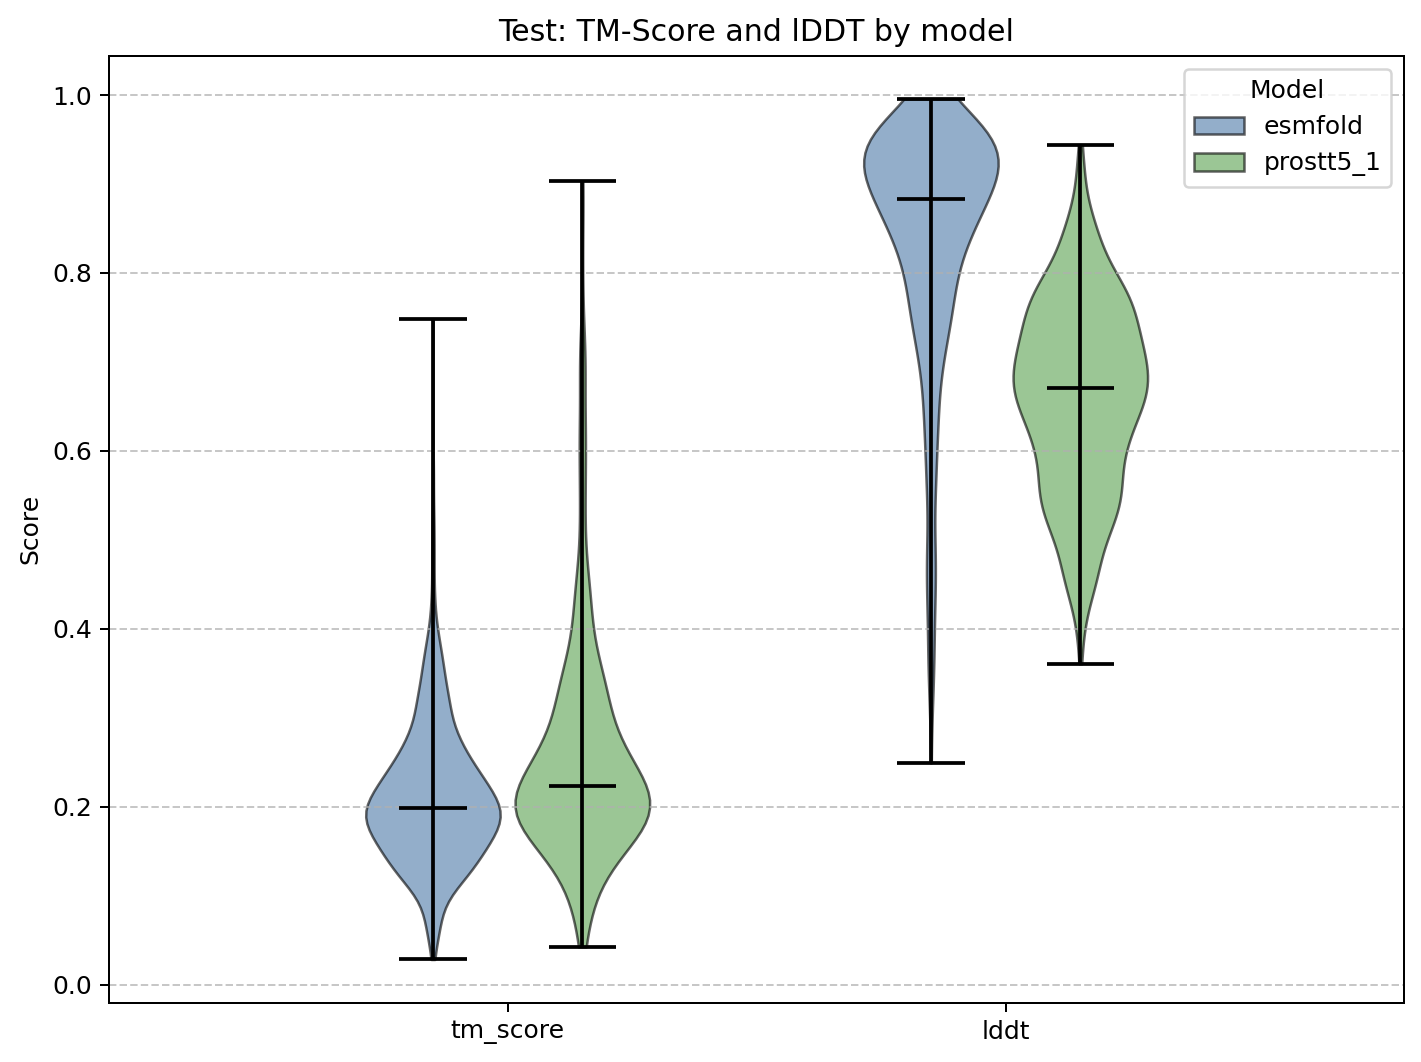 Test: TM-Score and lDDT by model
Model
esmfold
prostt5_1
Score
1.0
0.8
0.6
0.4
0.2
0.0
tm_score
lddt